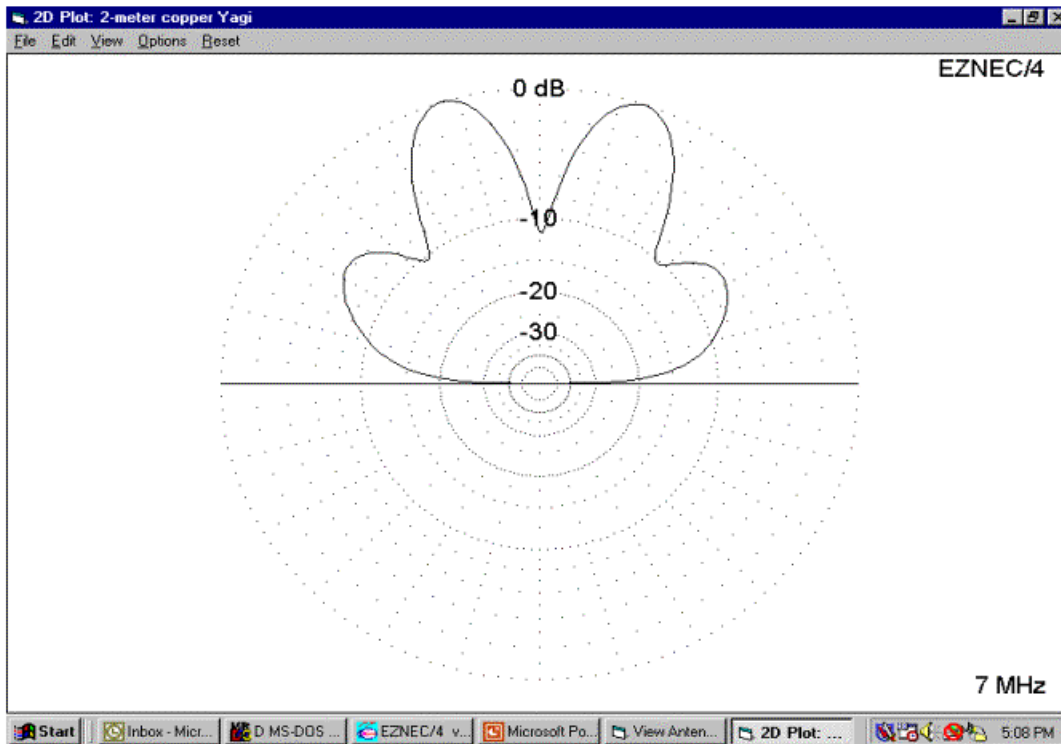 2D Plot: 2-meter copper Yagi
File Edit View Options Reset
EZNEC/4
0 dB
-10
-20
-30
7 MHz
Start Inbox - Micr... D MS-DOS ... EZNEC/4 v... Microsoft Po... View Anten... 2D Plot: ... 5:08 PM